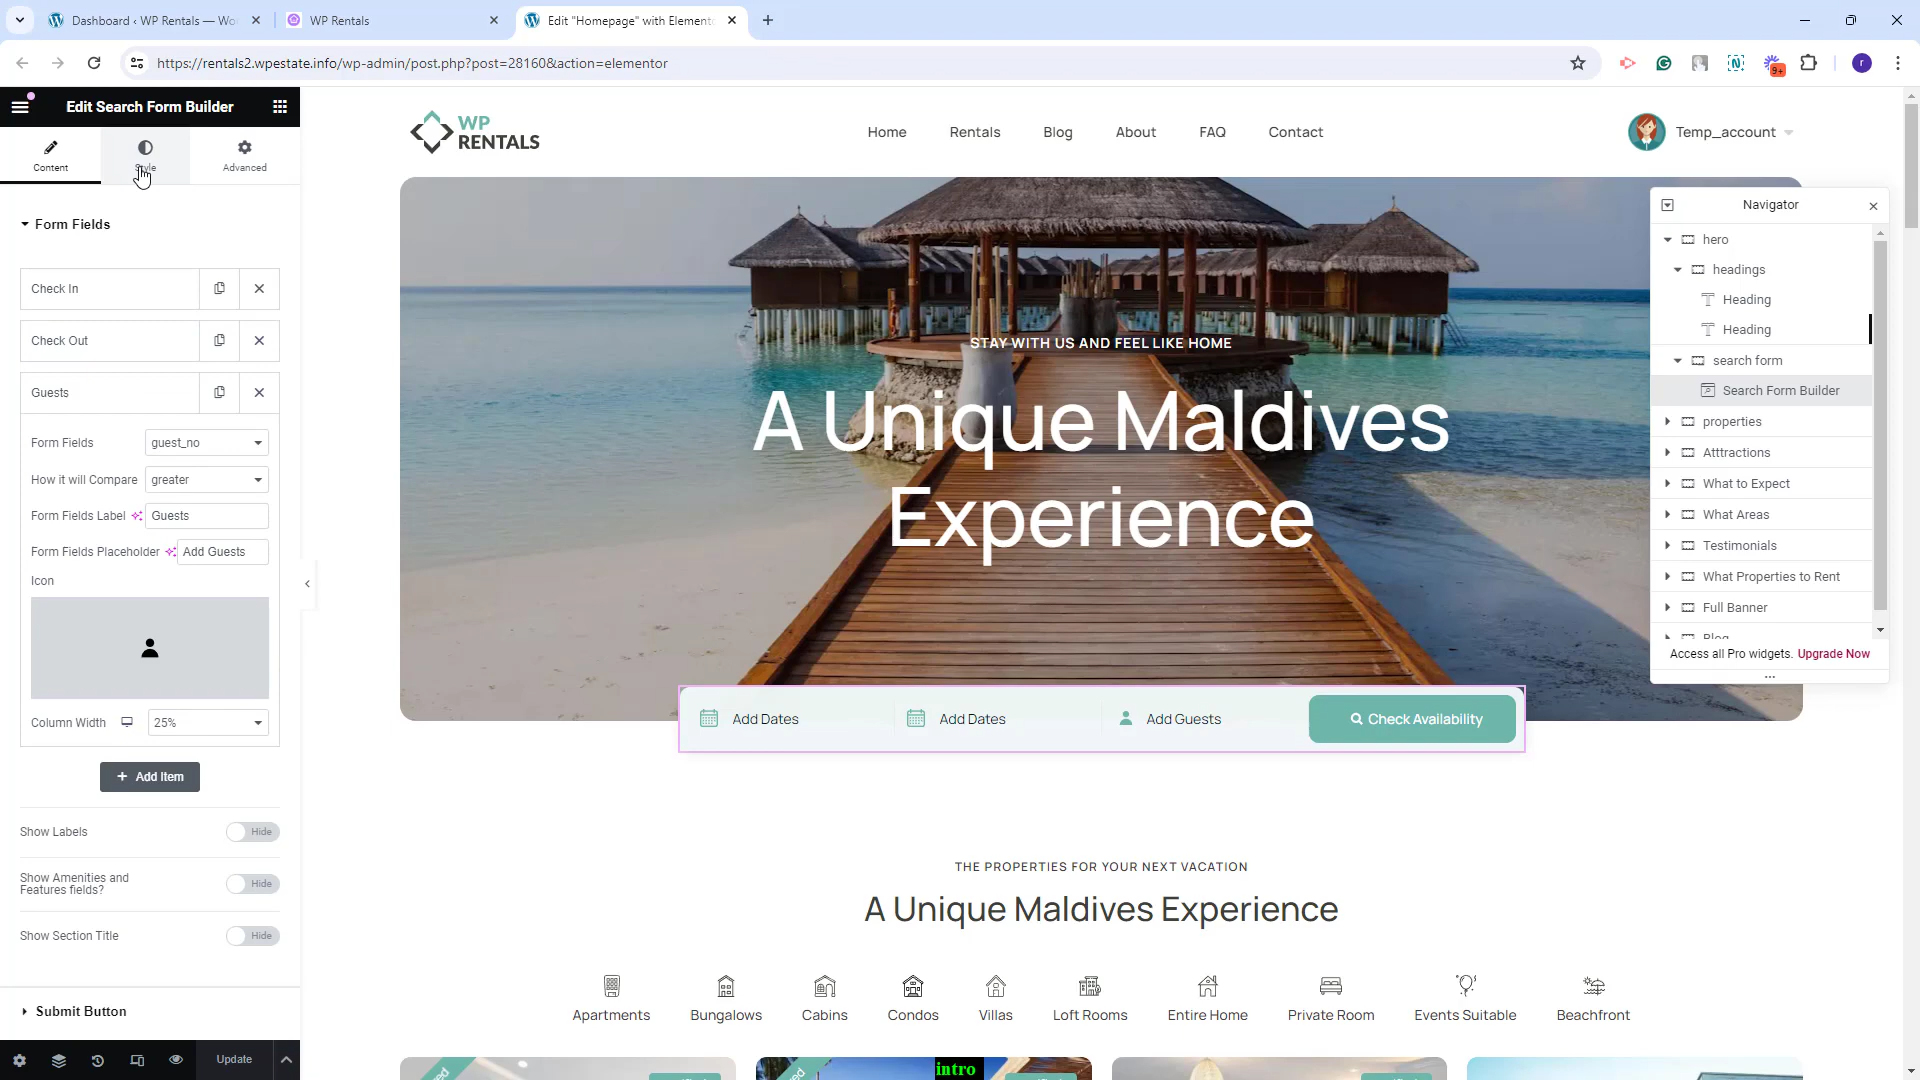 Dashboard ‹ WP Rentals — Wo
WP Rentals
Edit "Homepage" with Element
https://rentals2.wpestate.info/wp-admin/post.php?post=28160&action=elementor
9+
r
Edit Search Form Builder
Content
Style
Advanced
Form Fields
Check In
Check Out
Guests
Form Fields
guest_no
How it will Compare
greater
Form Fields Label
Guests
Form Fields Placeholder
Add Guests
Icon
Column Width
25%
Add Item
Show Labels
Hide
Show Amenities and
Features fields?
Hide
Show Section Title
Hide
Submit Button
Update
WP
RENTALS
Home
Rentals
Blog
About
FAQ
Contact
Temp_account
STAY WITH US AND FEEL LIKE HOME
A Unique Maldives
Experience
Add Dates
Add Dates
Add Guests
Check Availability
THE PROPERTIES FOR YOUR NEXT VACATION
A Unique Maldives Experience
Apartments
Bungalows
Cabins
Condos
Villas
Loft Rooms
Entire Home
Private Room
Events Suitable
Beachfront
intro
Navigator
hero
headings
Heading
Heading
search form
Search Form Builder
properties
Atttractions
What to Expect
What Areas
Testimonials
What Properties to Rent
Full Banner
Blog
Access all Pro widgets. Upgrade Now